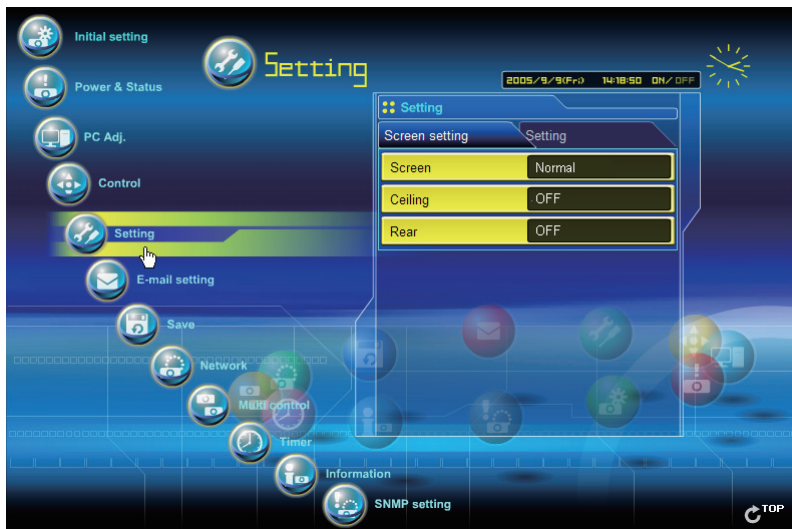 Initial setting
Power & Status
PC Adj.
Control
Setting
E-mail setting
Save
Network
Multi control
Timer
Information
SNMP setting
Setting
2005/9/9(Fri) 14:18:50 ON/OFF
Setting
Screen setting Setting
Screen Normal
Ceiling OFF
Rear OFF
TOP